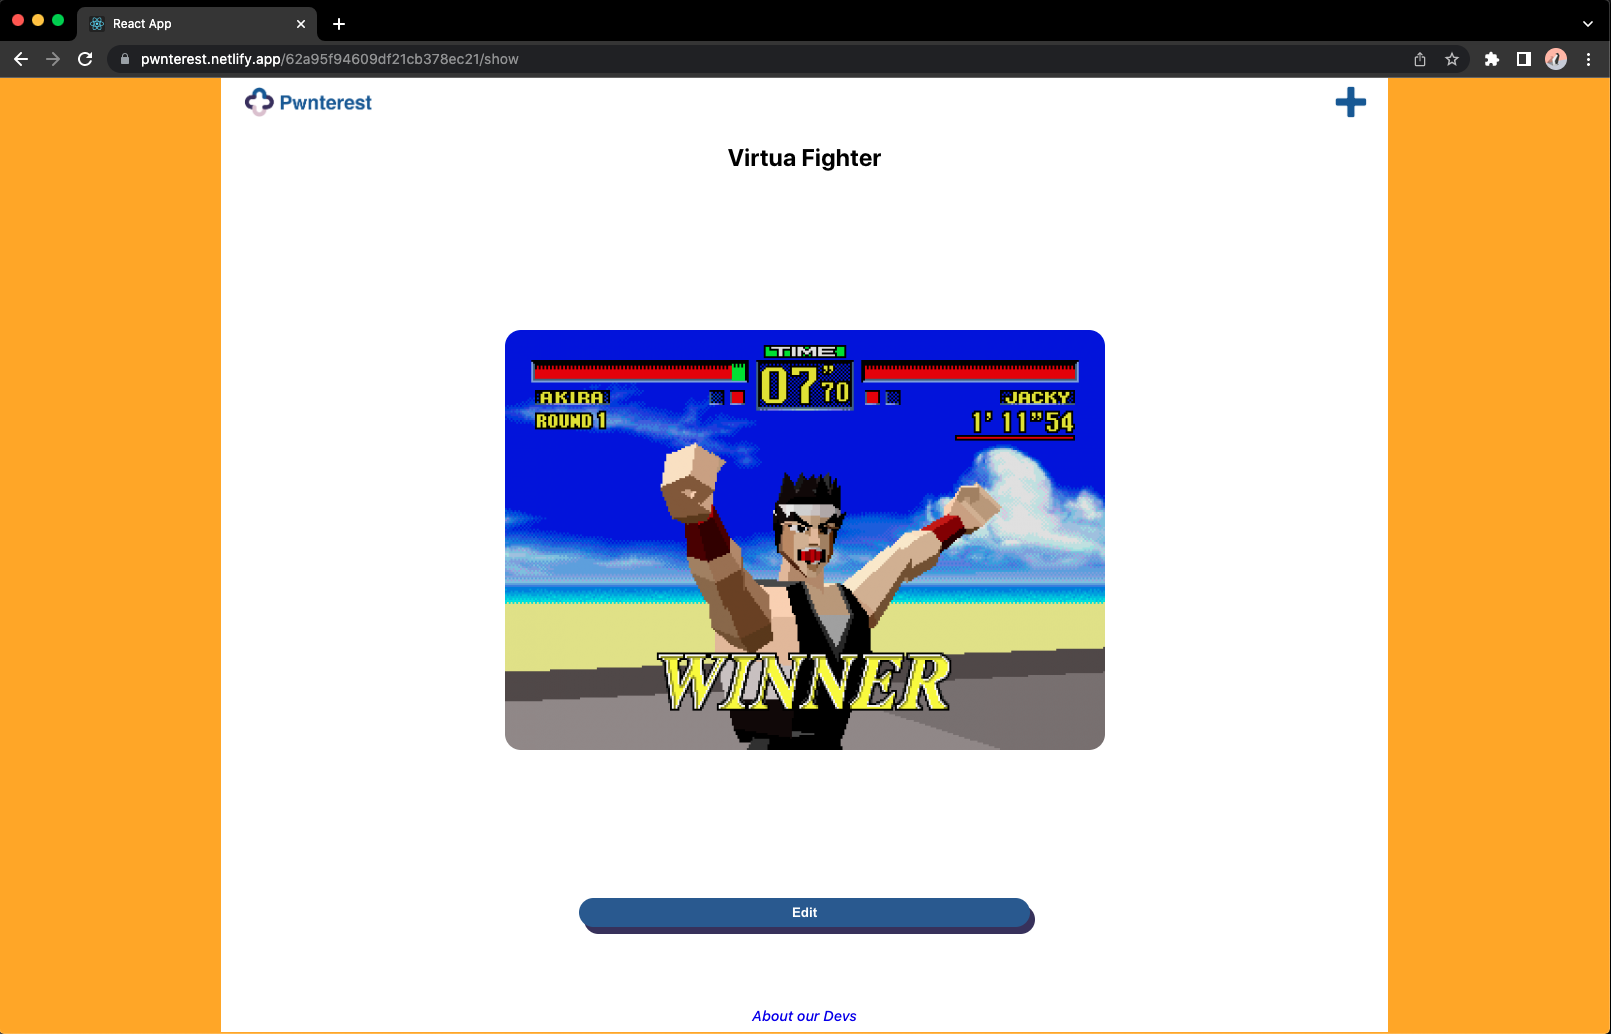 React App
pwnterest.netlify.app/62a95f94609df21cb378ec21/show
Pwnterest
Virtua Fighter
TIME
07"70
AKIRA
JACKY
ROUND 1
1'11"54
WINNER
Edit
About our Devs